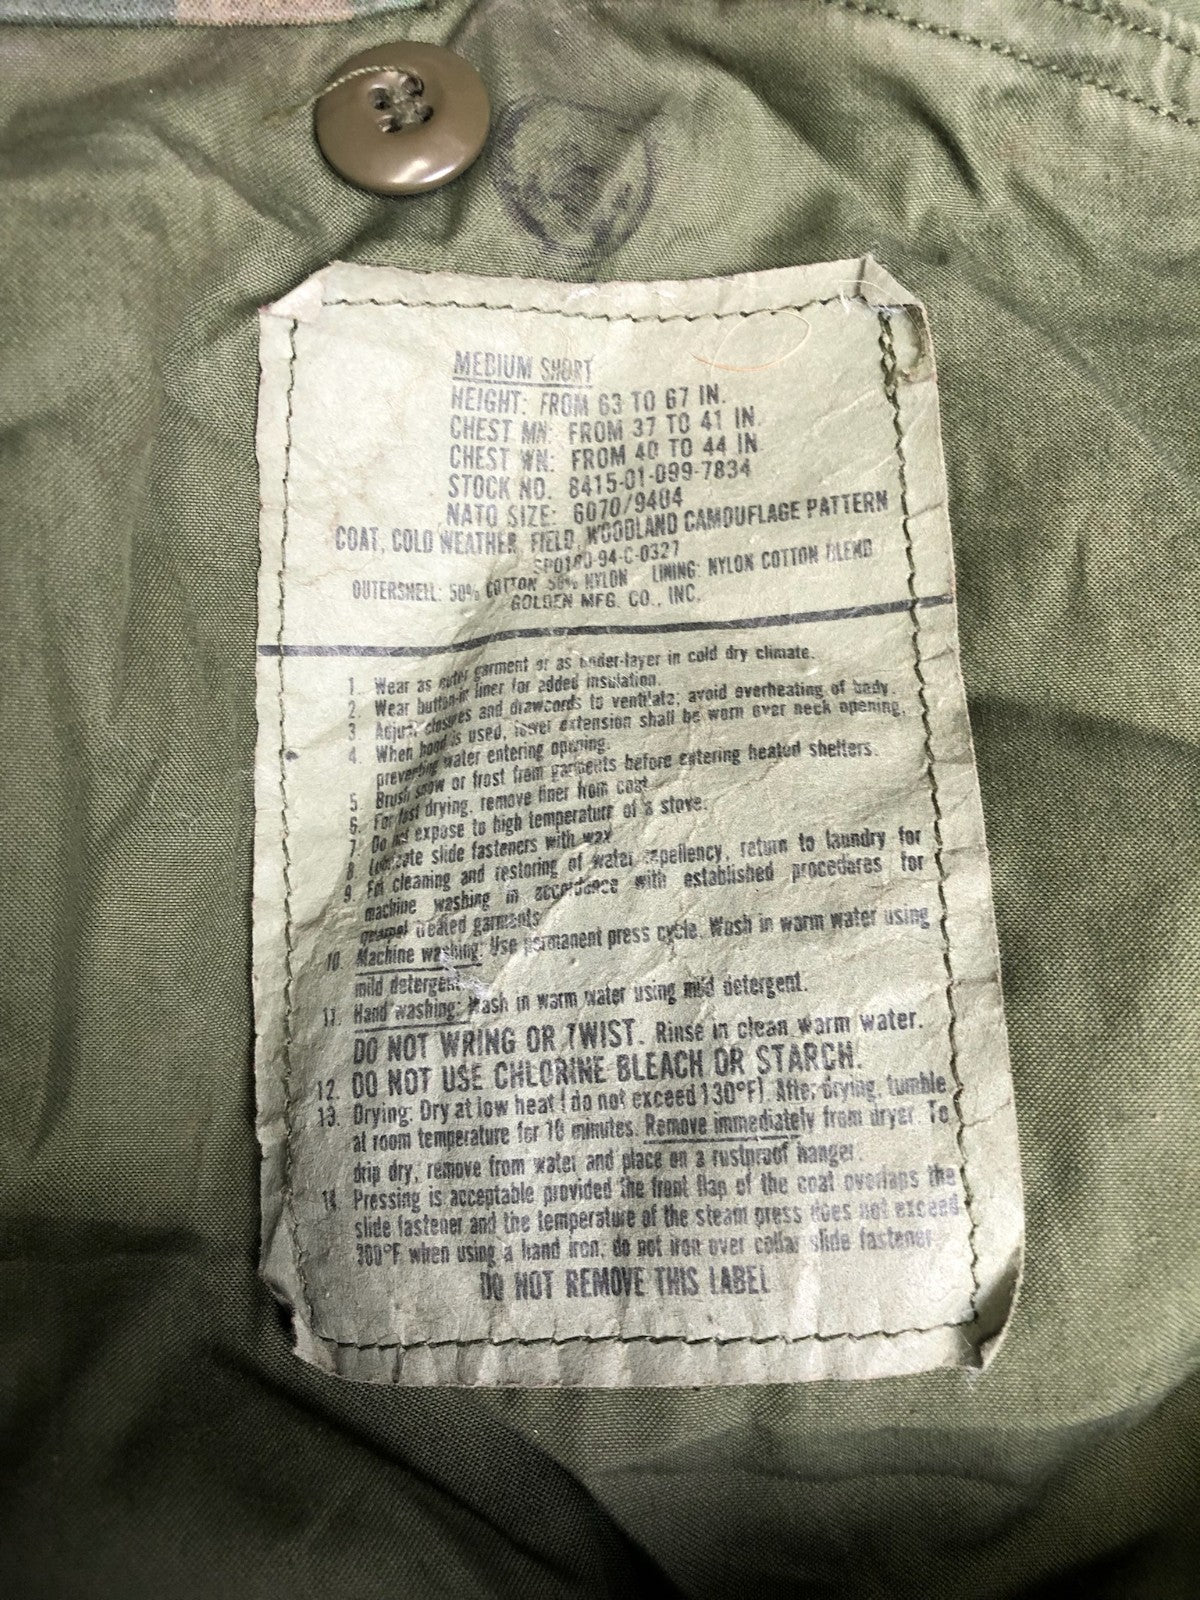 MEDIUM SHORT
HEIGHT: FROM 63 TO 67 IN.
CHEST MN: FROM 37 TO 41 IN.
CHEST WN: FROM 40 TO 44 IN.
STOCK NO. 8415-01-099-7834
NATO SIZE: 6070/9404
COAT, COLD WEATHER, FIELD, WOODLAND CAMOUFLAGE PATTERN
SPO100-94-C-0327
OUTERSHELL: 50% COTTON 50% NYLON LINING: NYLON COTTON BLEND
GOLDEN MFG. CO., INC.
1. Wear as outer garment or as under-layer in cold dry climate.
2. Wear button-in liner for added insulation.
3. Adjust closures and drawcords to ventilate; avoid overheating of body.
4. When hood is used, lower extension shall be worn over neck opening,
preventing water entering opening.
5. Brush snow or frost from garments before entering heated shelters.
6. For fast drying, remove liner from coat.
7. Do not expose to high temperature of a stove.
8. Lubricate slide fasteners with wax
9. For cleaning and restoring of water repellency, return to laundry for
machine washing in accordance with established procedures for
quarpel treated garments
10. Machine washing: Use permanent press cycle. Wash in warm water using
mild detergent.
11. Hand washing: Wash in warm water using mild detergent.
DO NOT WRING OR TWIST. Rinse in clean warm water.
12. DO NOT USE CHLORINE BLEACH OR STARCH.
13. Drying: Dry at low heat (do not exceed 130°F). After drying, tumble
at room temperature for 10 minutes. Remove immediately from dryer. To
drip dry, remove from water and place on a rustproof hanger.
14. Pressing is acceptable provided the front flap of the coat overlaps the
slide fastener and the temperature of the steam press does not exceed
300°F when using a hand iron, do not iron over collar slide fastener
DO NOT REMOVE THIS LABEL